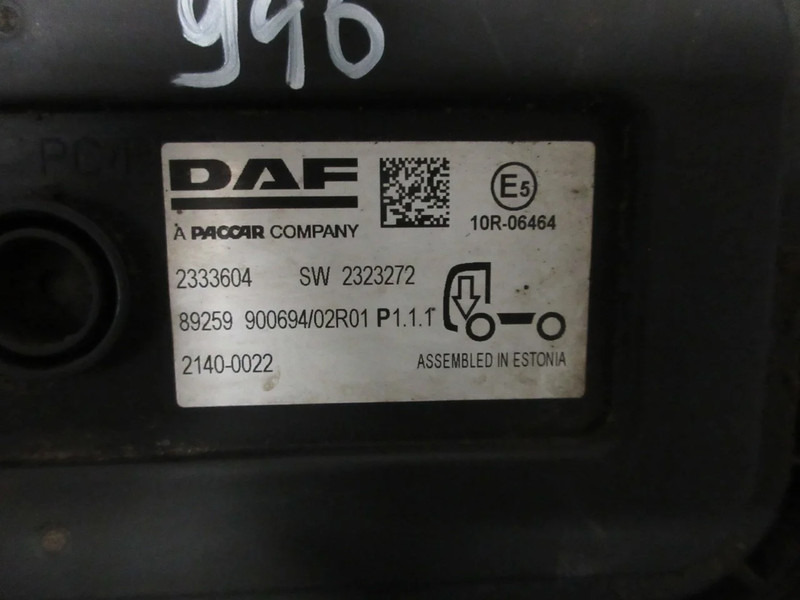 996
DAF
A PACCAR COMPANY
E5
10R-06464
2333604 SW 2323272
89259 900694/02R01 P1.1.1
2140-0022
ASSEMBLED IN ESTONIA